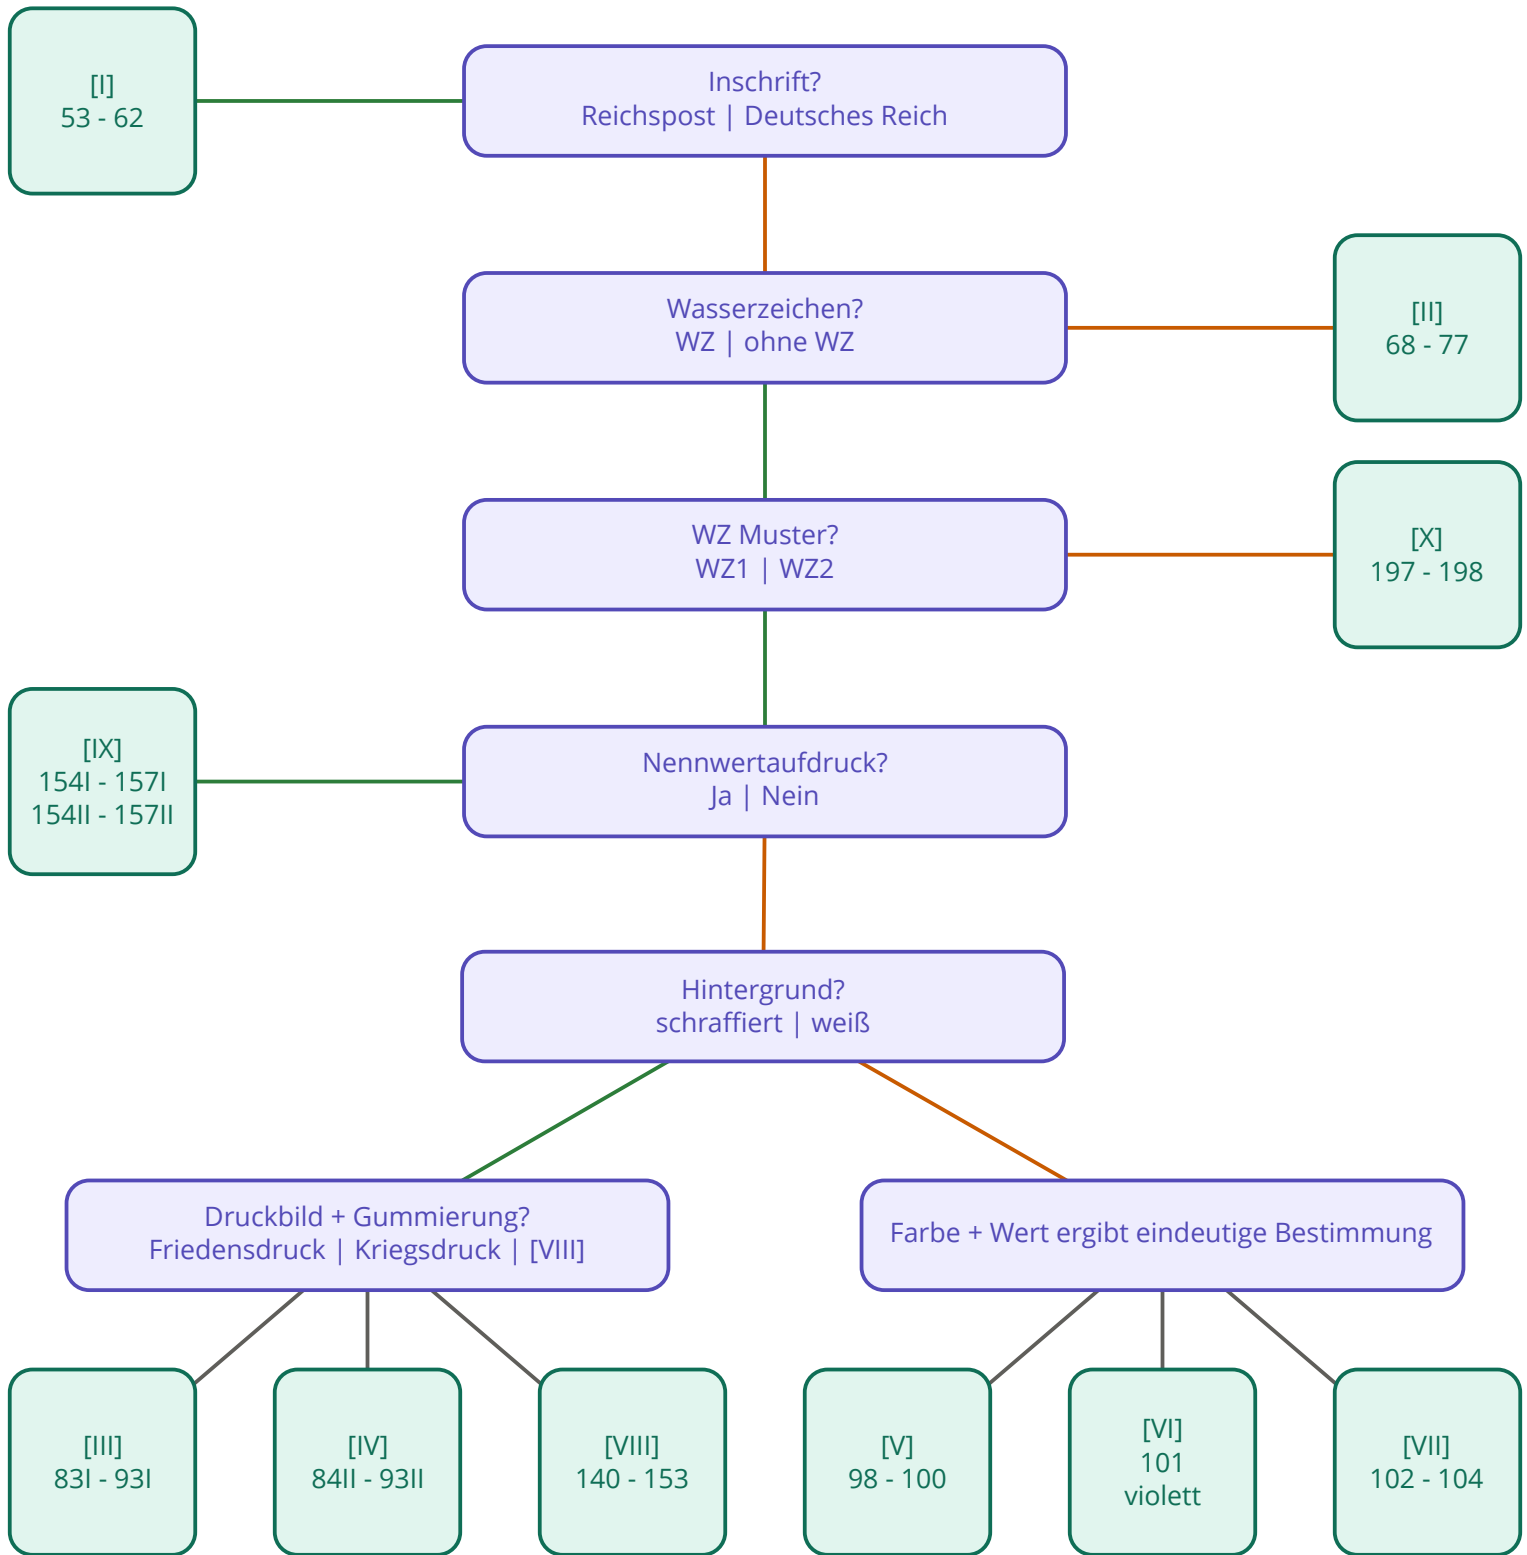 [I]
53 - 62
Inschrift?
Reichspost | Deutsches Reich
Wasserzeichen?
WZ | ohne WZ
[II]
68 - 77
WZ Muster?
WZ1 | WZ2
[X]
197 - 198
[IX]
154I - 157I
154II - 157II
Nennwertaufdruck?
Ja | Nein
Hintergrund?
schraffiert | weiß
Druckbild + Gummierung?
Friedensdruck | Kriegsdruck | [VIII]
Farbe + Wert ergibt eindeutige Bestimmung
[III]
83I - 93I
[IV]
84II - 93II
[VIII]
140 - 153
[V]
98 - 100
[VI]
101
violett
[VII]
102 - 104